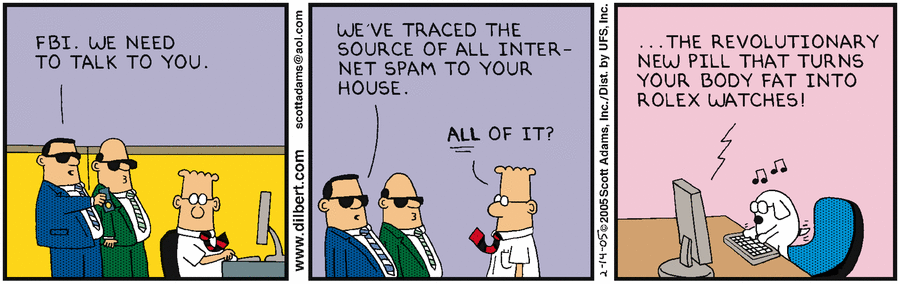 FBI. WE NEED
TO TALK TO YOU.
www.dilbert.com
scottadams@aol.com
WE'VE TRACED THE
SOURCE OF ALL INTER-
NET SPAM TO YOUR
HOUSE.
ALL OF IT?
2-14-05 © 2005 Scott Adams, Inc./Dist. by UFS, Inc.
...THE REVOLUTIONARY
NEW PILL THAT TURNS
YOUR BODY FAT INTO
ROLEX WATCHES!